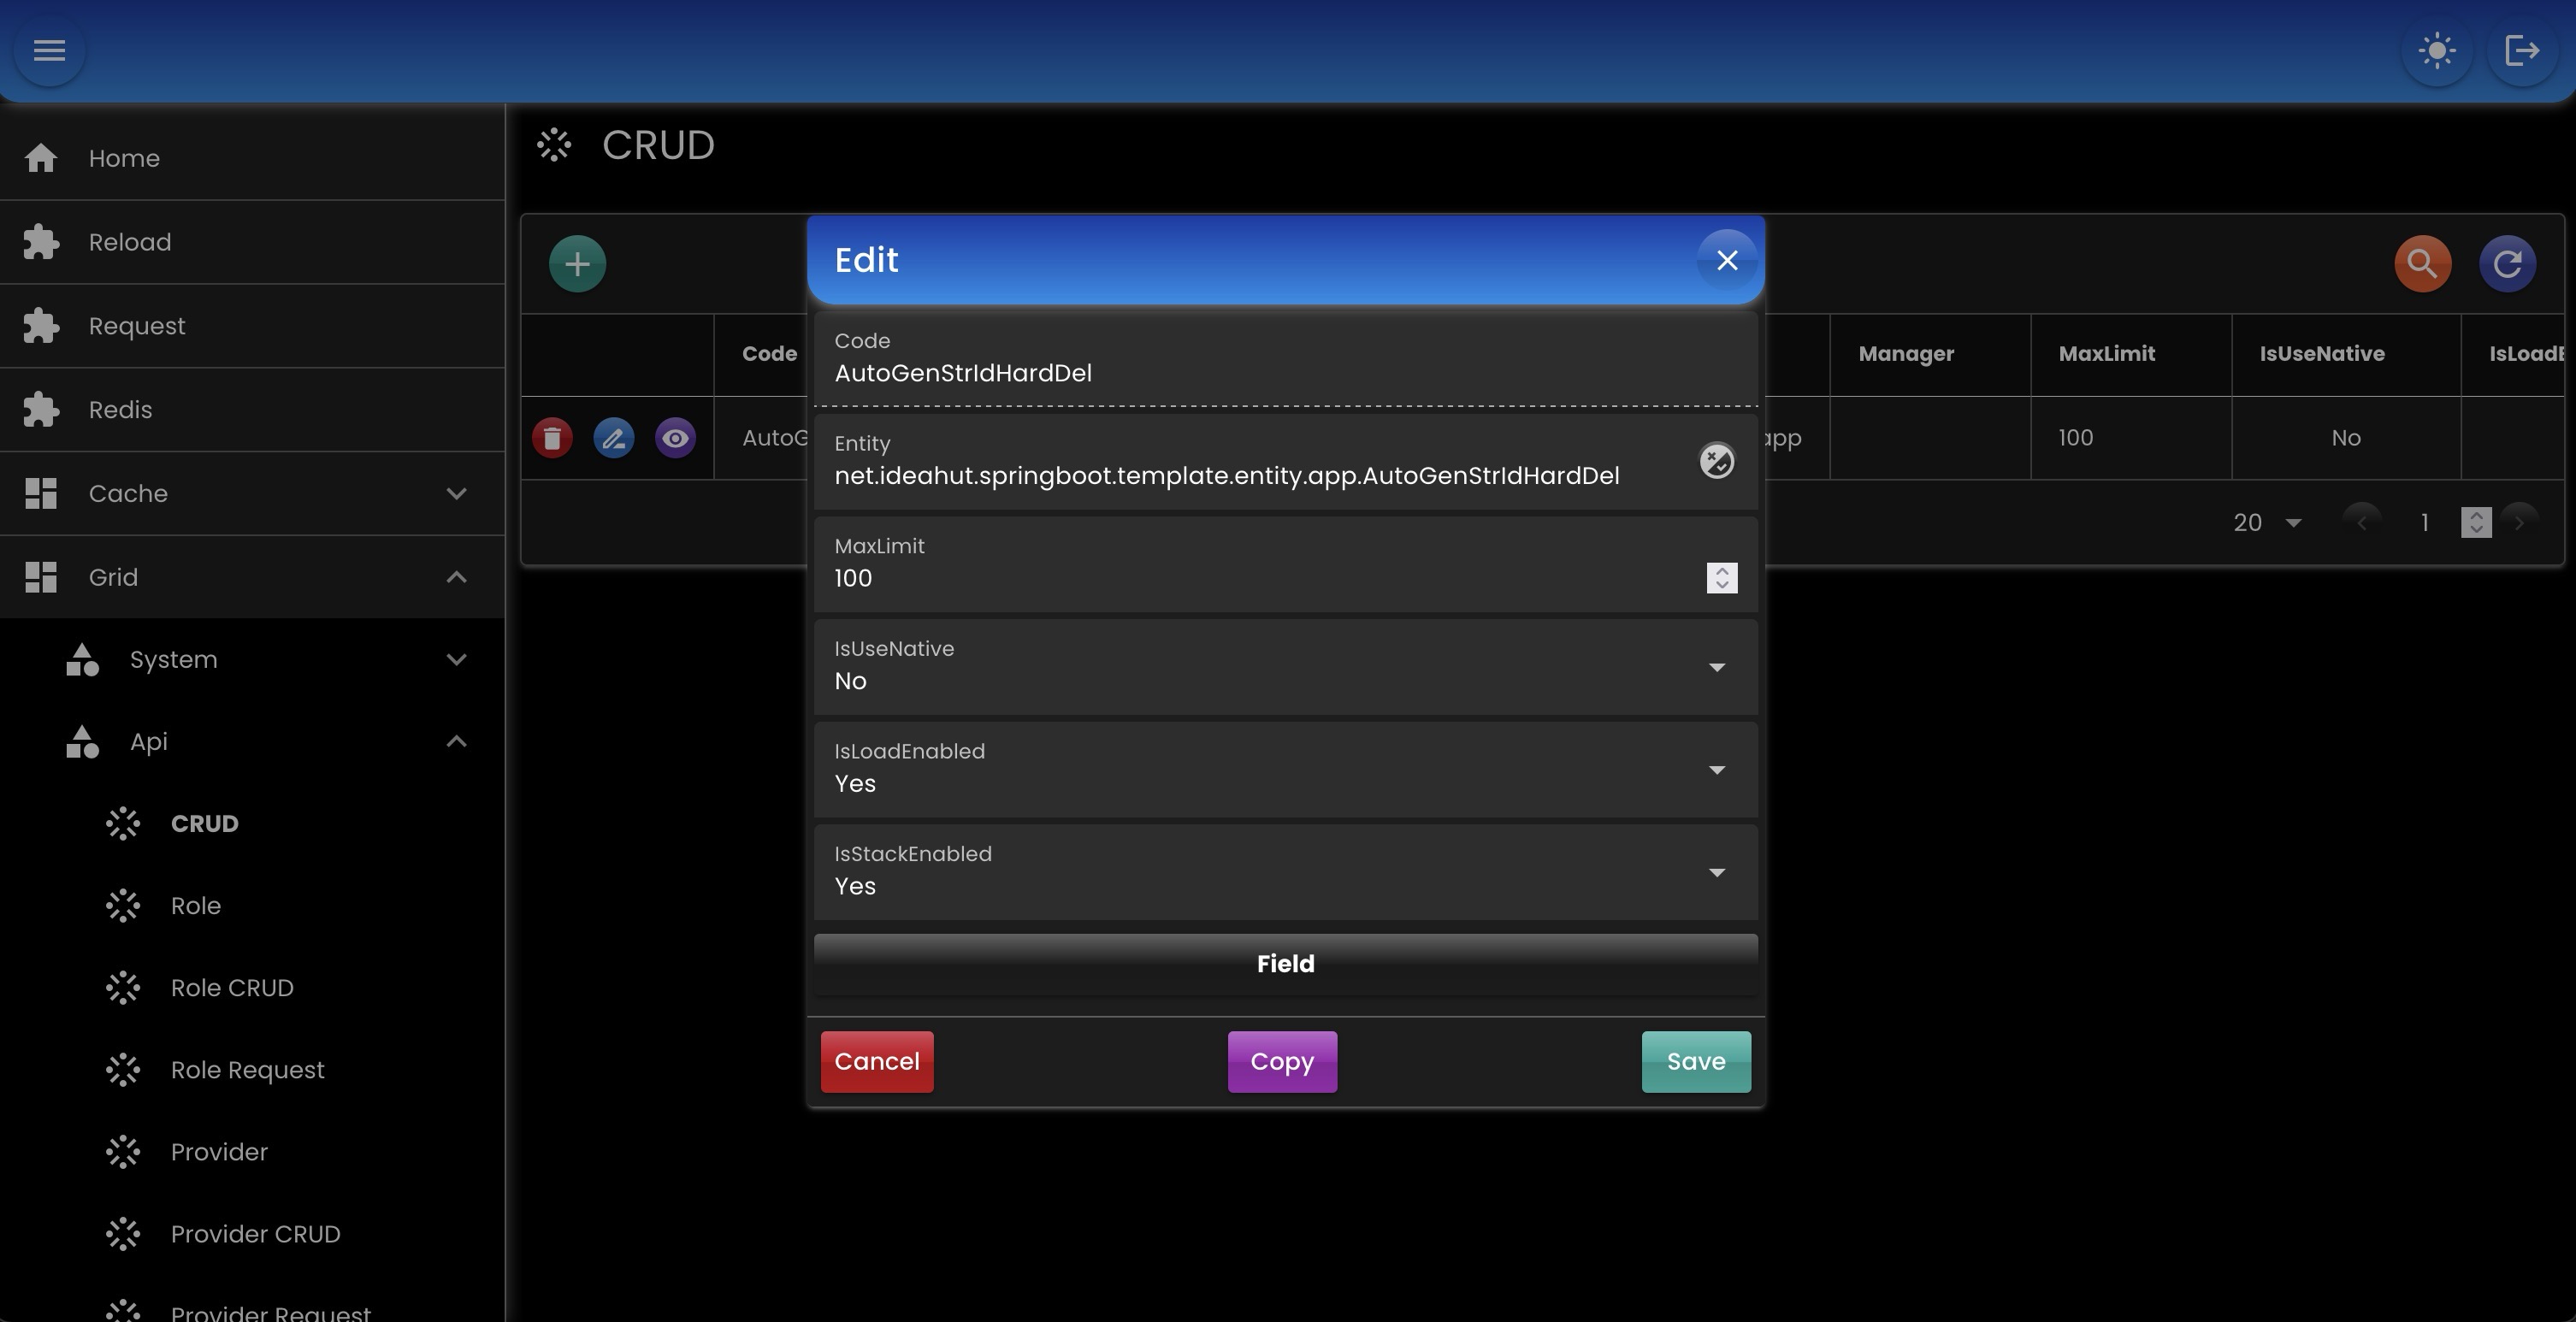 Home
Reload
Request
Redis
Cache
Grid
System
Api
CRUD
Role
Role CRUD
Role Request
Provider
Provider CRUD
Provider Request
CRUD
Code
Manager
MaxLimit
IsUseNative
IsLoadE
AutoG
app
100
No
20
1
Edit
Code
AutoGenStrIdHardDel
Entity
net.ideahut.springboot.template.entity.app.AutoGenStrIdHardDel
MaxLimit
100
IsUseNative
No
IsLoadEnabled
Yes
IsStackEnabled
Yes
Field
Cancel
Copy
Save